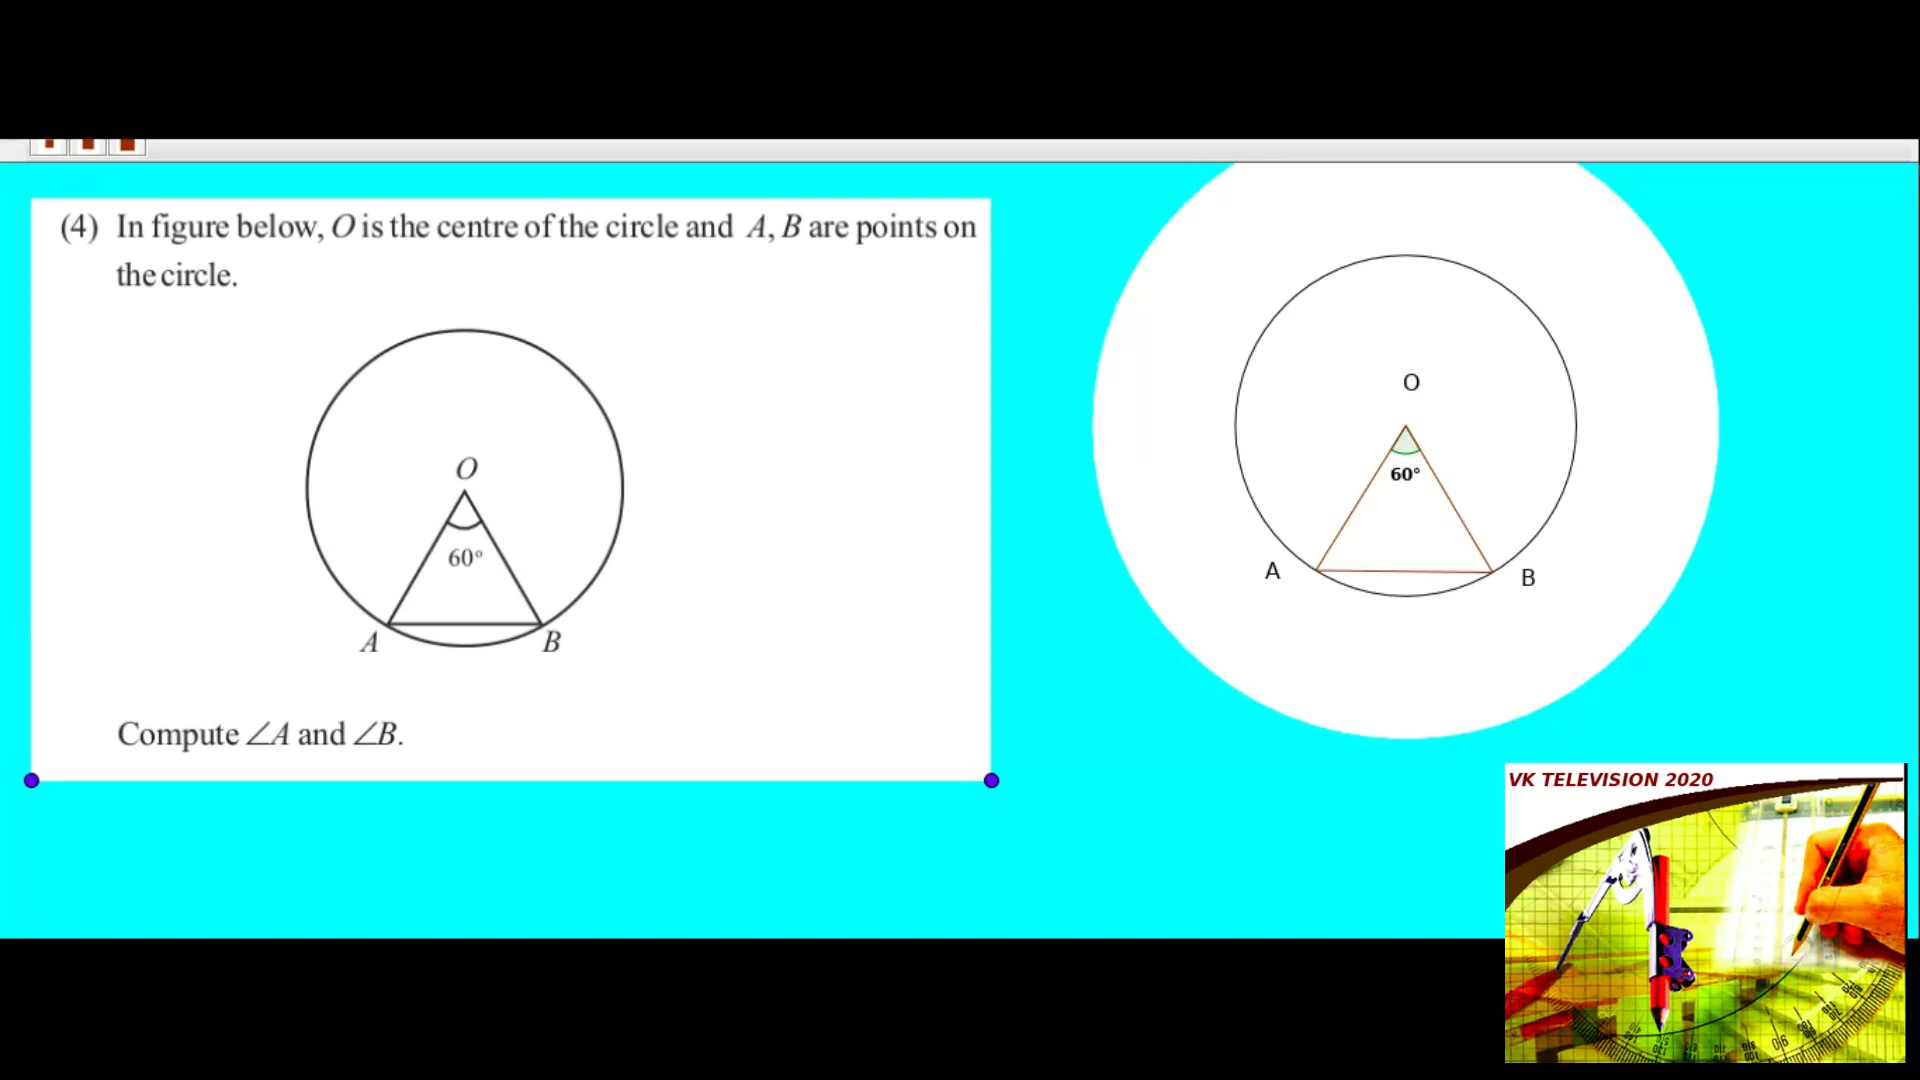 (4) In figure below, O is the centre of the circle and A, B are points on
the circle.
O
60°
A
B
Compute ∠A and ∠B.
O
60°
A
B
VK TELEVISION 2020